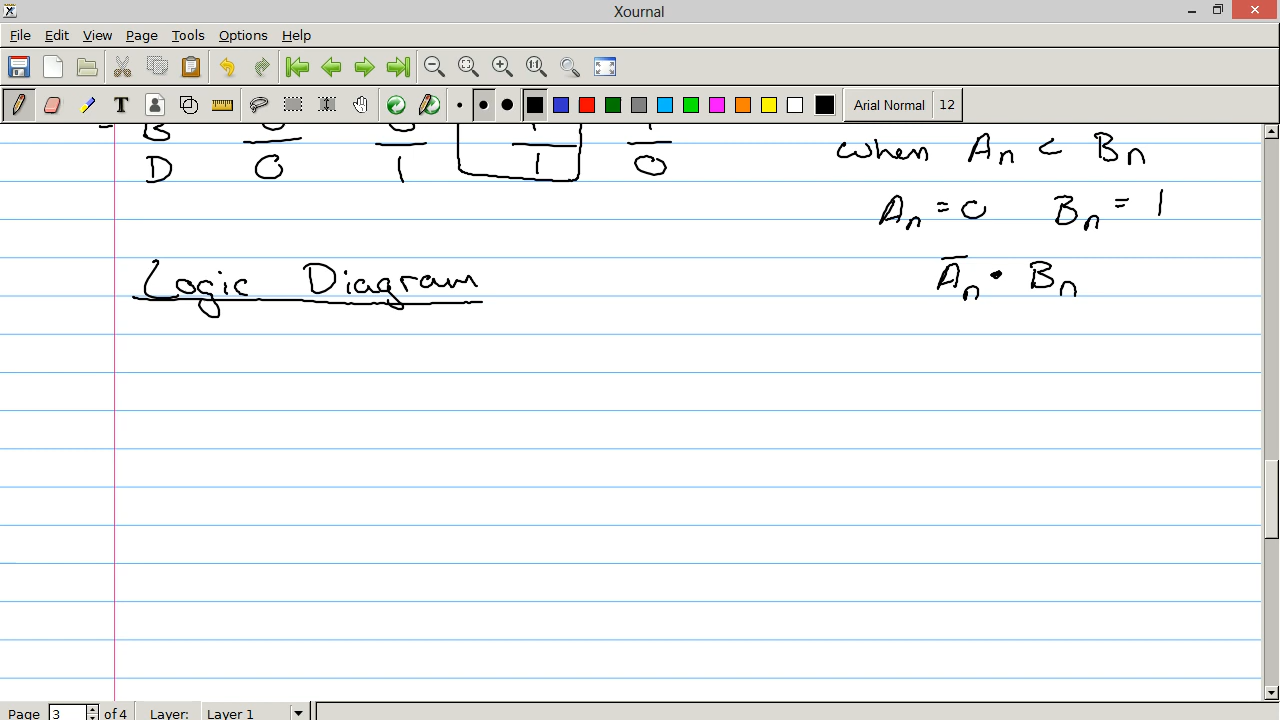 Xournal
File Edit View Page Tools Options Help
T Arial Normal 12
B
D 0 1 1 0
when An < Bn
An = 0 Bn = 1
Logic Diagram
A̅n • Bn
Page 3 of 4 Layer: Layer 1